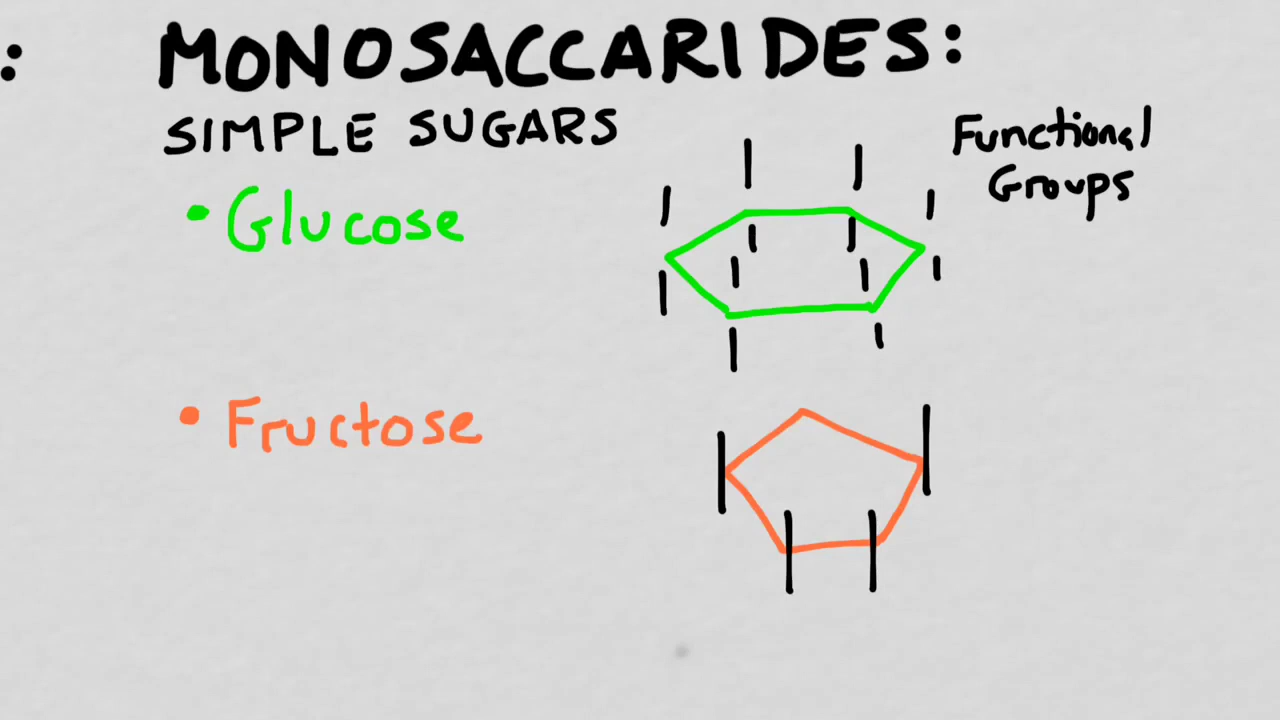 : MONOSACCARIDES:
SIMPLE SUGARS
Functional
Groups
• Glucose
• Fructose